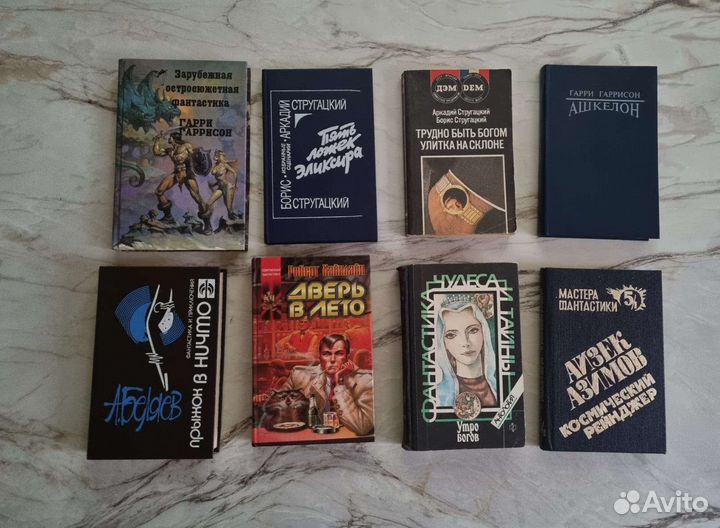 Зарубежная
остросюжетная
фантастика
ГАРРИ
ГАРРИСОН
БОРИС СТРУГАЦКИЙ
ИЗБРАННЫЕ СЦЕНАРИИ
АРКАДИЙ СТРУГАЦКИЙ
Пять
ложек
эликсира
ДЭМ DEM
Аркадий Стругацкий
Борис Стругацкий
ТРУДНО БЫТЬ БОГОМ
УЛИТКА НА СКЛОНЕ
ГАРРИ ГАРРИСОН
АШКЕЛОН
А.Беляев
ПРЫЖОК В НИЧТО
ФАНТАСТИКА И ПРИКЛЮЧЕНИЯ
Роберт Хайнлайн
ДВЕРЬ
В ЛЕТО
ФАНТАСТИКА
ЧУДЕСА
И ТАЙНЫ
Утро
Богов
МАСТЕРА
ФАНТАСТИКИ
АЙЗЕК
АЗИМОВ
КОСМИЧЕСКИЙ
РЕЙНДЖЕР
Avito